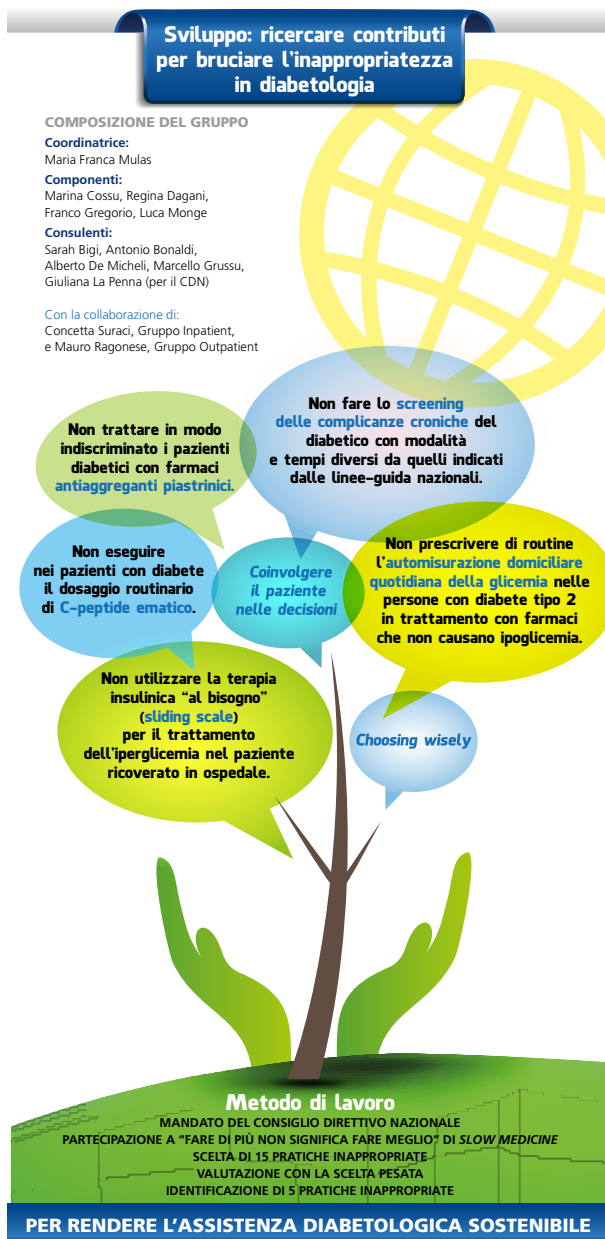 Sviluppo: ricercare contributi
per bruciare l'inappropriatezza
in diabetologia
COMPOSIZIONE DEL GRUPPO
Coordinatrice:
Maria Franca Mulas
Componenti:
Marina Cossu, Regina Dagani,
Franco Gregorio, Luca Monge
Consulenti:
Sarah Bigi, Antonio Bonaldi,
Alberto De Micheli, Marcello Grussu,
Giuliana La Penna (per il CDN)
Con la collaborazione di:
Concetta Suraci, Gruppo Inpatient,
e Mauro Ragonese, Gruppo Outpatient
Non trattare in modo
indiscriminato i pazienti
diabetici con farmaci
antiaggreganti piastrinici.
Non fare lo screening
delle complicanze croniche del
diabetico con modalità
e tempi diversi da quelli indicati
dalle linee-guida nazionali.
Non eseguire
nei pazienti con diabete
il dosaggio routinario
di C-peptide ematico.
Coinvolgere
il paziente
nelle decisioni
Non prescrivere di routine
l'automisurazione domiciliare
quotidiana della glicemia nelle
persone con diabete tipo 2
in trattamento con farmaci
che non causano ipoglicemia.
Non utilizzare la terapia
insulinica "al bisogno"
(sliding scale)
per il trattamento
dell'iperglicemia nel paziente
ricoverato in ospedale.
Choosing wisely
Metodo di lavoro
MANDATO DEL CONSIGLIO DIRETTIVO NAZIONALE
PARTECIPAZIONE A "FARE DI PIÙ NON SIGNIFICA FARE MEGLIO" DI SLOW MEDICINE
SCELTA DI 15 PRATICHE INAPPROPRIATE
VALUTAZIONE CON LA SCELTA PESATA
IDENTIFICAZIONE DI 5 PRATICHE INAPPROPRIATE
PER RENDERE L'ASSISTENZA DIABETOLOGICA SOSTENIBILE